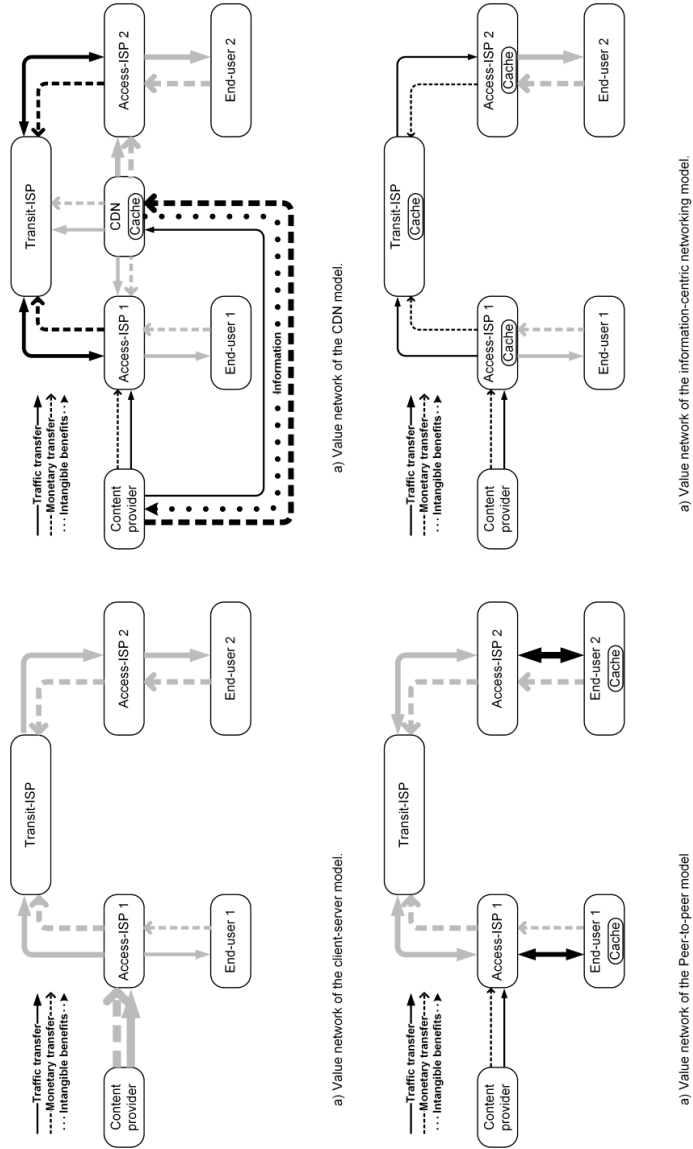 Traffic transfer
Monetary transfer
Intangible benefits
Transit-ISP
Content
provider
Access-ISP 1
Access-ISP 2
End-user 1
End-user 2
a) Value network of the client-server model.
Traffic transfer
Monetary transfer
Intangible benefits
Transit-ISP
Content
provider
Access-ISP 1
CDN
Cache
Access-ISP 2
End-user 1
End-user 2
Information
a) Value network of the CDN model.
Traffic transfer
Monetary transfer
Intangible benefits
Transit-ISP
Content
provider
Access-ISP 1
Access-ISP 2
End-user 1
Cache
End-user 2
Cache
a) Value network of the Peer-to-peer model
Traffic transfer
Monetary transfer
Intangible benefits
Transit-ISP
Cache
Content
provider
Access-ISP 1
Cache
Access-ISP 2
Cache
End-user 1
End-user 2
a) Value network of the information-centric networking model.